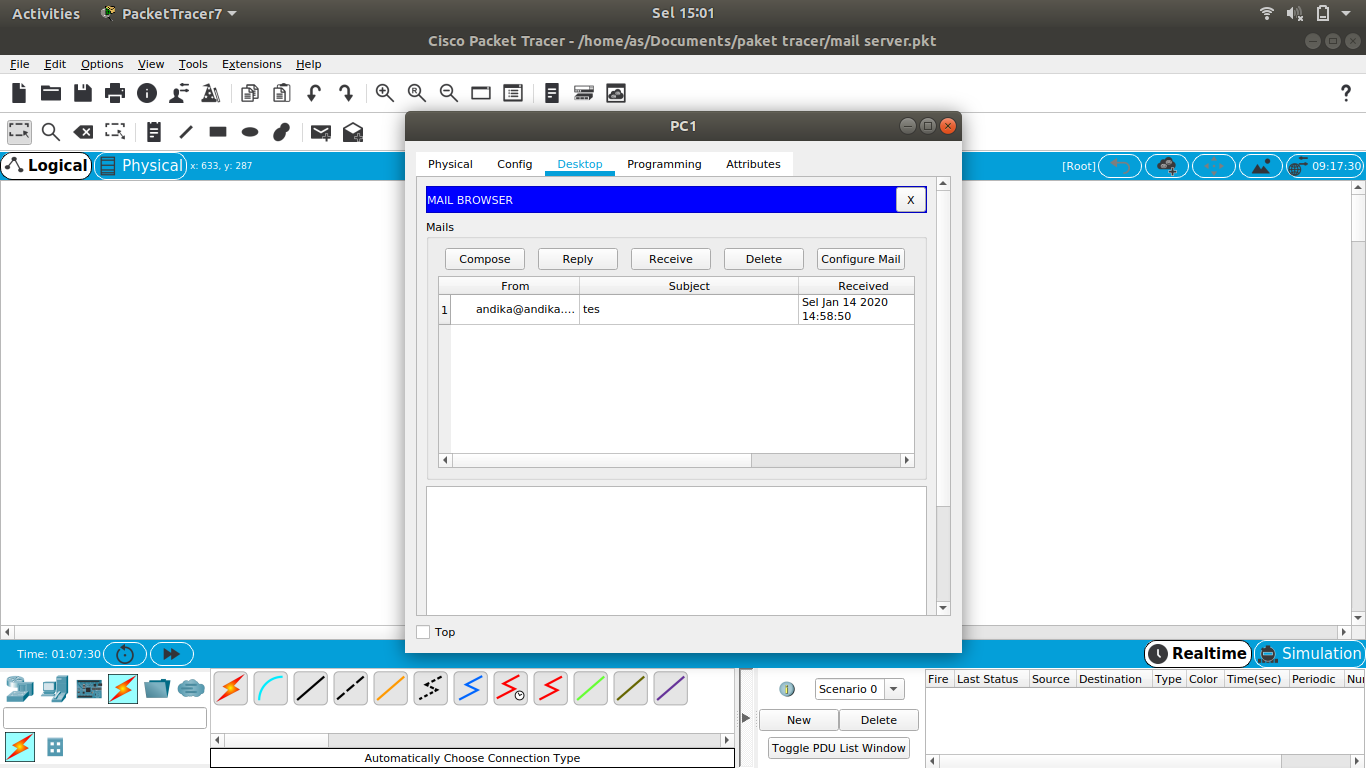 Activities PacketTracer7 Sel 15:01
Cisco Packet Tracer - /home/as/Documents/paket tracer/mail server.pkt
File Edit Options View Tools Extensions Help
?
PC1
Logical Physical x: 633, y: 287 [Root] 09:17:30
Physical Config Desktop Programming Attributes
MAIL BROWSER X
Mails
Compose Reply Receive Delete Configure Mail
From Subject Received
1 andika@andika.... tes Sel Jan 14 2020
14:58:50
Top
Time: 01:07:30 Realtime Simulation
Scenario 0
Fire Last Status Source Destination Type Color Time(sec) Periodic Nur
New Delete
Toggle PDU List Window
Automatically Choose Connection Type